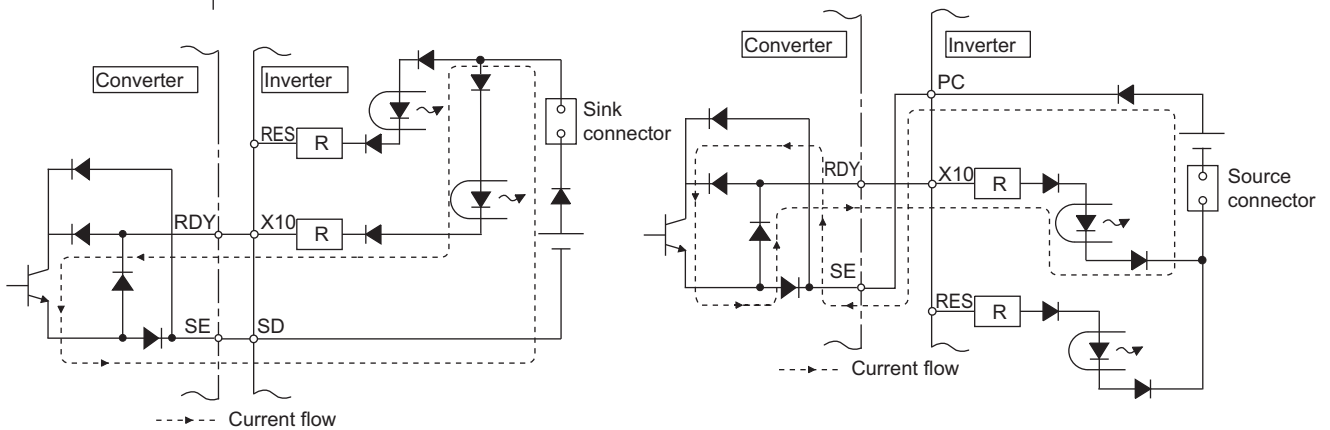 Converter
Inverter
RES
R
Sink
connector
RDY
X10
R
SE
SD
Current flow
Converter
Inverter
PC
RDY
X10
R
Source
connector
SE
RES
R
Current flow